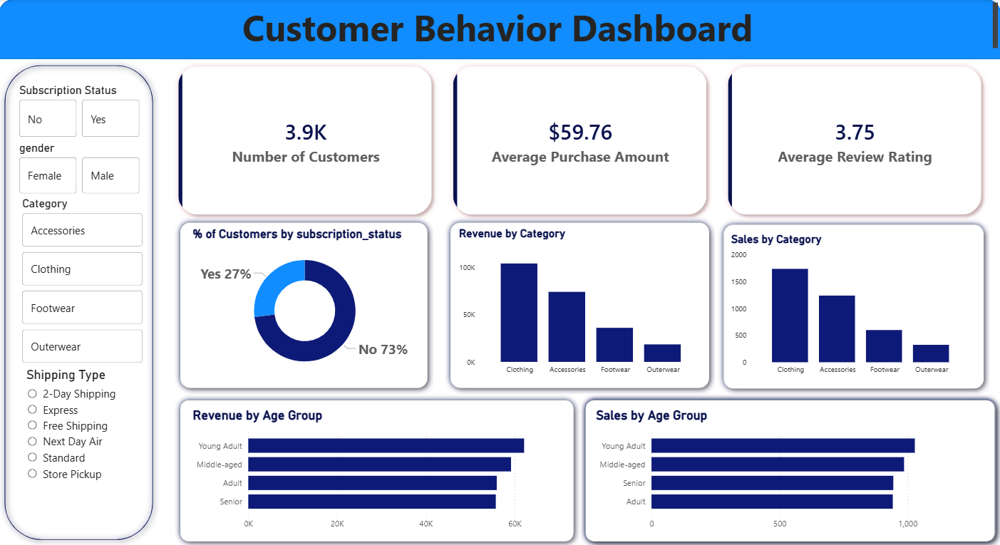 Customer Behavior Dashboard
Subscription Status
No Yes
gender
Female Male
Category
Accessories
Clothing
Footwear
Outerwear
Shipping Type
2-Day Shipping
Express
Free Shipping
Next Day Air
Standard
Store Pickup
3.9K
Number of Customers
$59.76
Average Purchase Amount
3.75
Average Review Rating
% of Customers by subscription_status
Yes 27%
No 73%
Revenue by Category
100K
50K
0K
Clothing Accessories Footwear Outerwear
Sales by Category
2000
1500
1000
500
0
Clothing Accessories Footwear Outerwear
Revenue by Age Group
Young Adult
Middle-aged
Adult
Senior
0K 20K 40K 60K
Sales by Age Group
Young Adult
Middle-aged
Senior
Adult
0 500 1,000